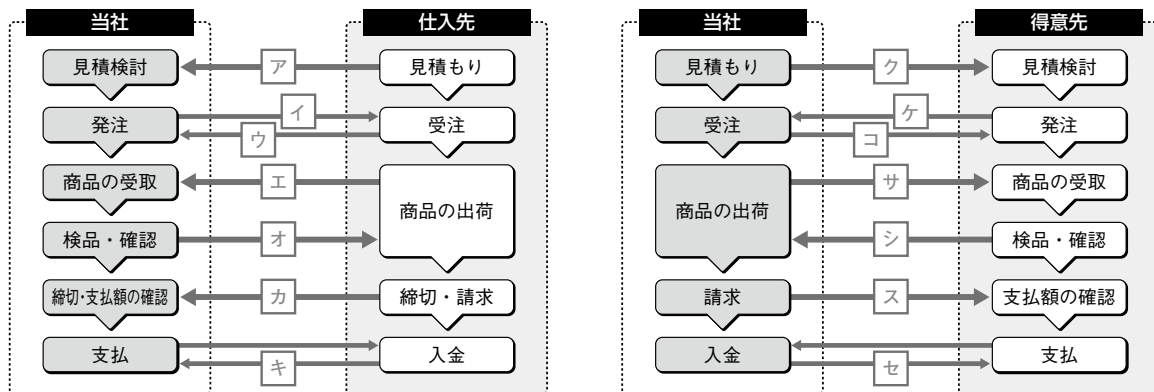 当社
仕入先
見積検討
ア
見積もり
発注
イ
ウ
受注
商品の受取
エ
商品の出荷
検品・確認
オ
締切・支払額の確認
カ
締切・請求
支払
キ
入金
当社
得意先
見積もり
ク
見積検討
受注
ケ
コ
発注
商品の出荷
サ
商品の受取
シ
検品・確認
請求
ス
支払額の確認
入金
セ
支払